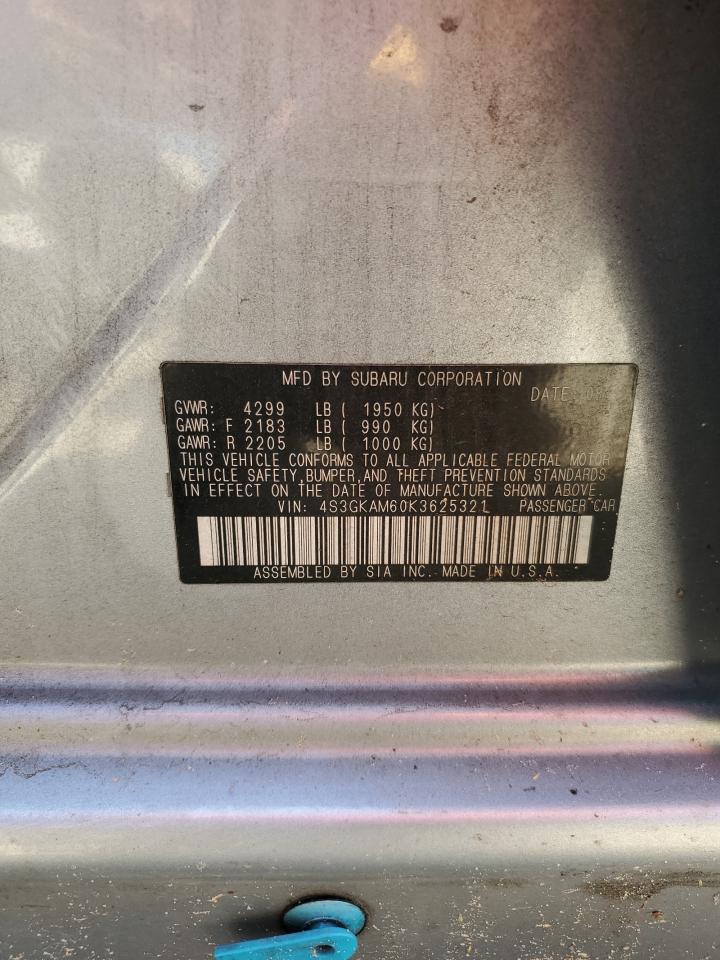 MFD BY SUBARU CORPORATION
DATE:
GVWR: 4299 LB ( 1950 KG)
GAWR: F 2183 LB ( 990 KG)
GAWR: R 2205 LB ( 1000 KG)
THIS VEHICLE CONFORMS TO ALL APPLICABLE FEDERAL MOTOR
VEHICLE SAFETY,BUMPER,AND THEFT PREVENTION STANDARDS
IN EFFECT ON THE DATE OF MANUFACTURE SHOWN ABOVE.
VIN: 4S3GKAM60K3625321 PASSENGER CAR
ASSEMBLED BY SIA INC. MADE IN U.S.A.